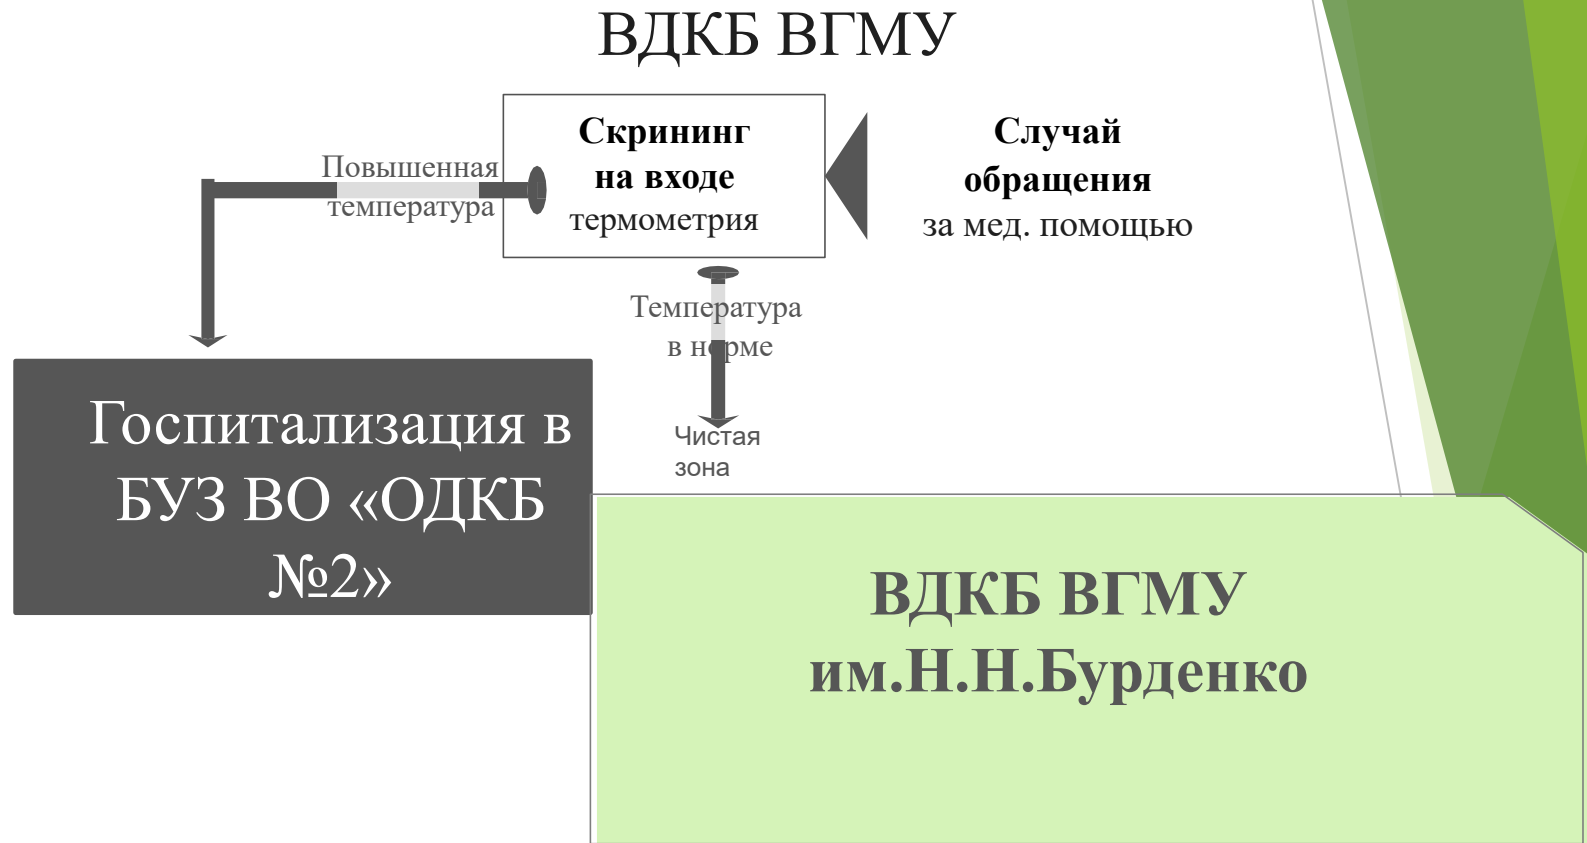 ВДКБ ВГМУ
Скрининг
на входе
термометрия
Случай
обращения
за мед. помощью
Повышенная
температура
Температура
в норме
Чистая
зона
Госпитализация в
БУЗ ВО «ОДКБ
№2»
ВДКБ ВГМУ
им.Н.Н.Бурденко